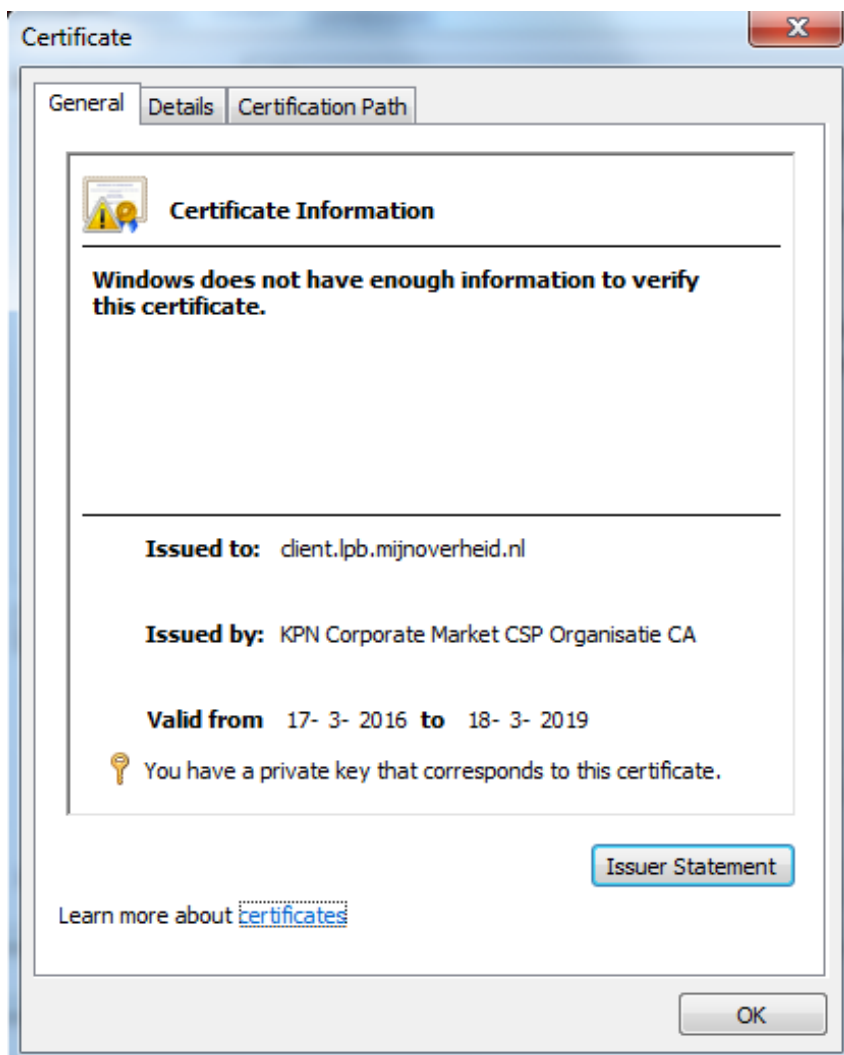 Certificate
General Details Certification Path
Certificate Information
Windows does not have enough information to verify
this certificate.
Issued to: client.lpb.mijnoverheid.nl
Issued by: KPN Corporate Market CSP Organisatie CA
Valid from 17- 3- 2016 to 18- 3- 2019
You have a private key that corresponds to this certificate.
Issuer Statement
Learn more about certificates
OK